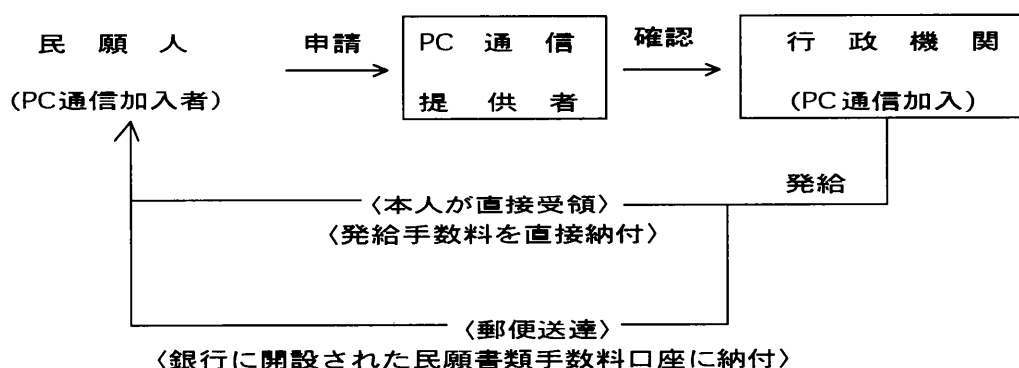 民願人
申請
PC通信
確認
行政機関
(PC通信加入者)
提供者
(PC通信加入)
発給
〈本人が直接受領〉
〈発給手数料を直接納付〉
〈郵便送達〉
〈銀行に開設された民願書類手数料口座に納付〉